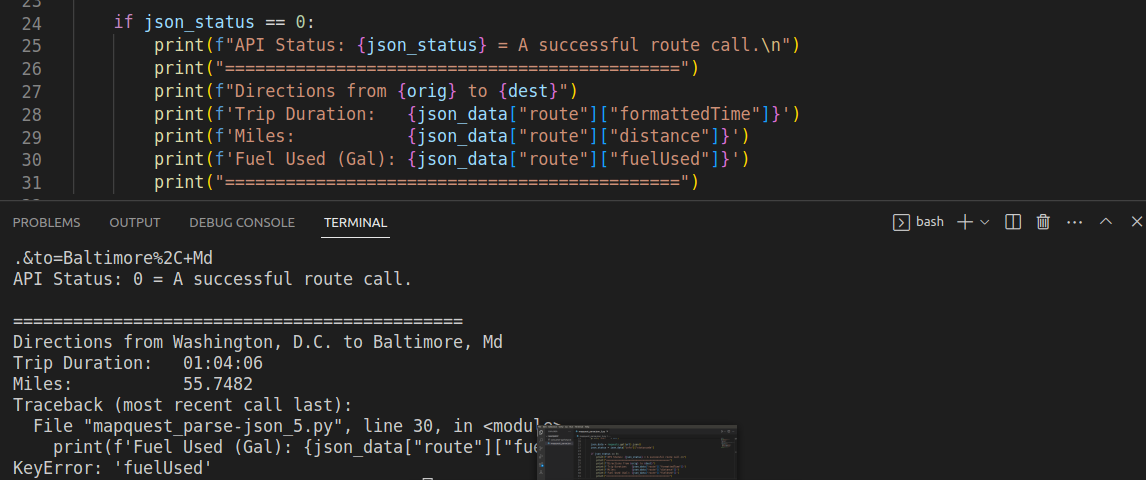 23
24 if json_status == 0:
25 print(f"API Status: {json_status} = A successful route call.\n")
26 print("=============================================")
27 print(f"Directions from {orig} to {dest}")
28 print(f'Trip Duration:   {json_data["route"]["formattedTime"]}')
29 print(f'Miles:           {json_data["route"]["distance"]}')
30 print(f'Fuel Used (Gal): {json_data["route"]["fuelUsed"]}')
31 print("=============================================")
PROBLEMS OUTPUT DEBUG CONSOLE TERMINAL bash
.&to=Baltimore%2C+Md
API Status: 0 = A successful route call.
=============================================
Directions from Washington, D.C. to Baltimore, Md
Trip Duration:   01:04:06
Miles:           55.7482
Traceback (most recent call last):
File "mapquest_parse-json_5.py", line 30, in <module>
print(f'Fuel Used (Gal): {json_data["route"]["fue
KeyError: 'fuelUsed'